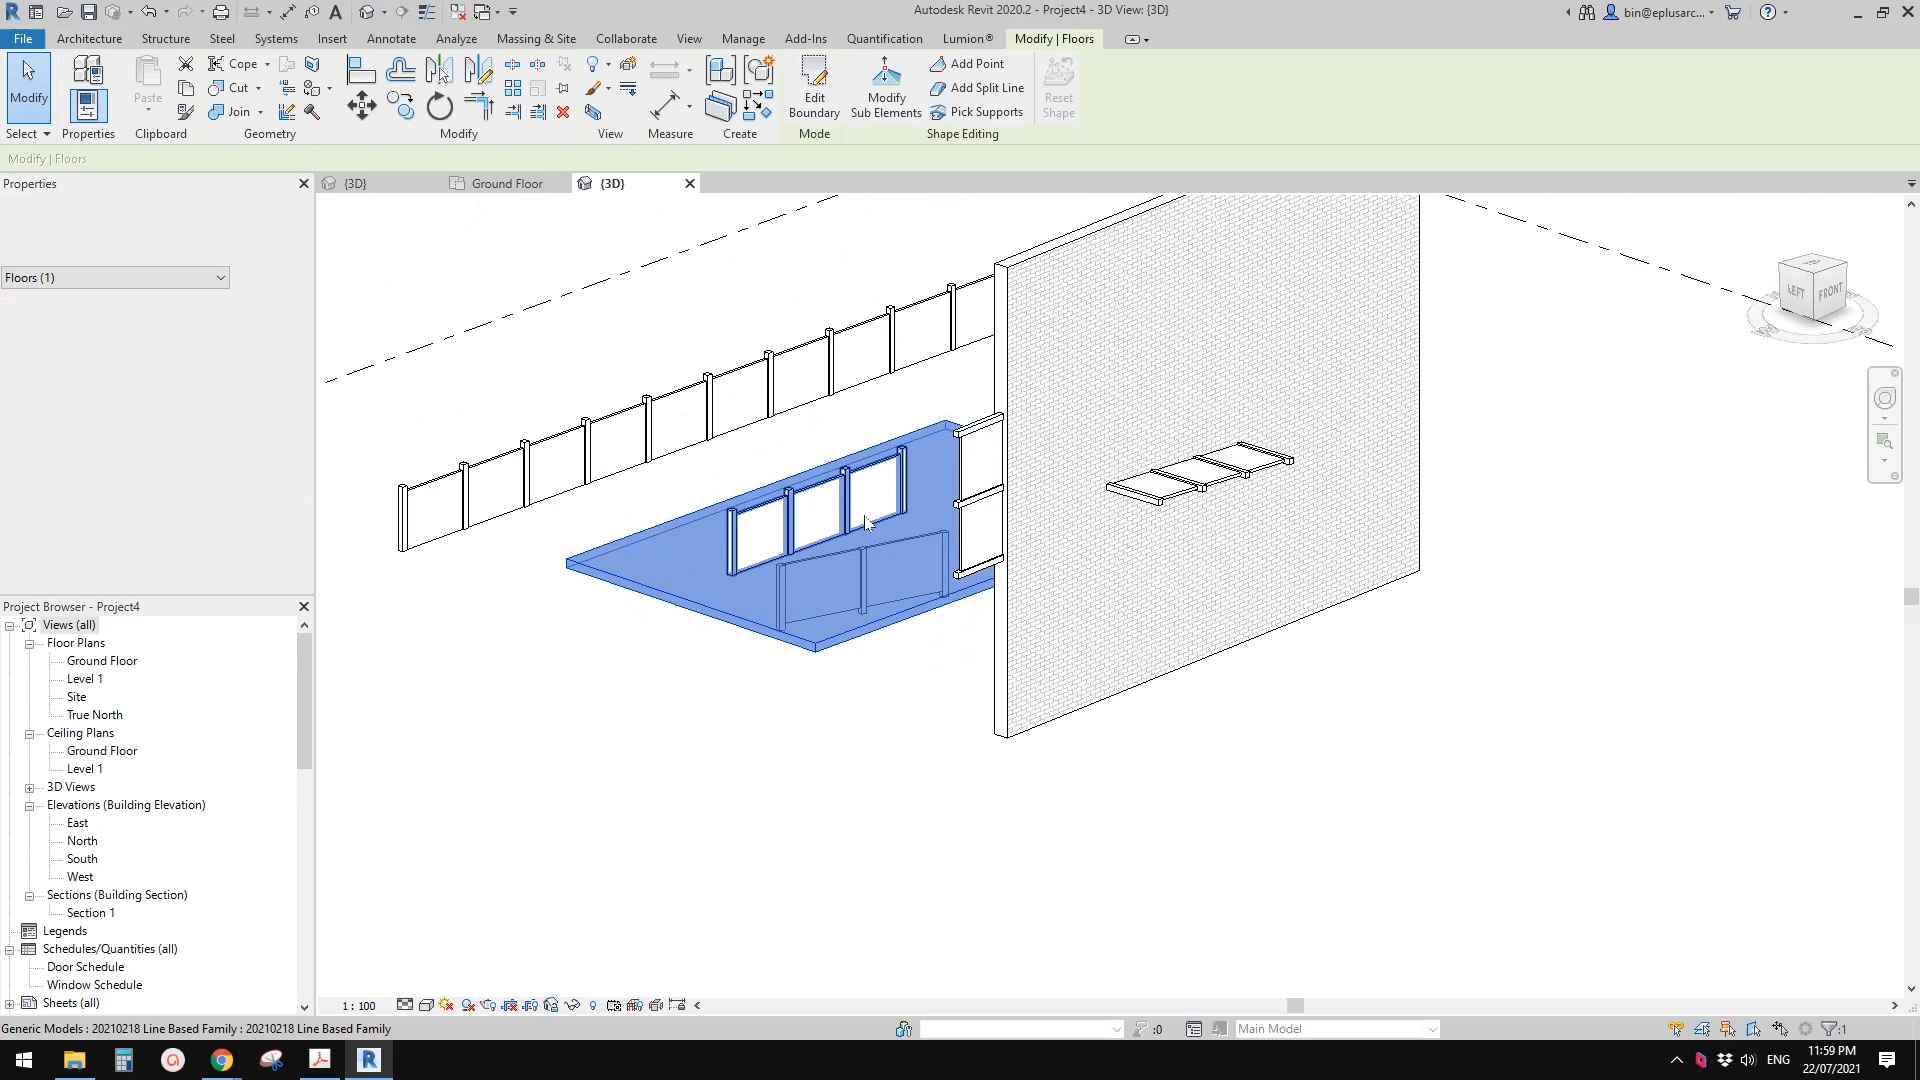 Autodesk Revit 2020.2 - Project4 - 3D View: {3D}
bin@eplusarc...
File
Architecture
Structure
Steel
Systems
Insert
Annotate
Analyze
Massing & Site
Collaborate
View
Manage
Add-Ins
Quantification
Lumion®
Modify | Floors
Modify
Paste
Cope
Cut
Join
Edit
Boundary
Modify
Sub Elements
Add Point
Add Split Line
Pick Supports
Reset
Shape
Select
Properties
Clipboard
Geometry
Modify
View
Measure
Create
Mode
Shape Editing
Modify | Floors
Properties
{3D}
Ground Floor
{3D}
Floors (1)
LEFT
FRONT
Project Browser - Project4
Views (all)
Floor Plans
Ground Floor
Level 1
Site
True North
Ceiling Plans
Ground Floor
Level 1
3D Views
Elevations (Building Elevation)
East
North
South
West
Sections (Building Section)
Section 1
Legends
Schedules/Quantities (all)
Door Schedule
Window Schedule
Sheets (all)
1 : 100
Generic Models : 20210218 Line Based Family : 20210218 Line Based Family
:0
Main Model
:1
ENG
11:59 PM
22/07/2021